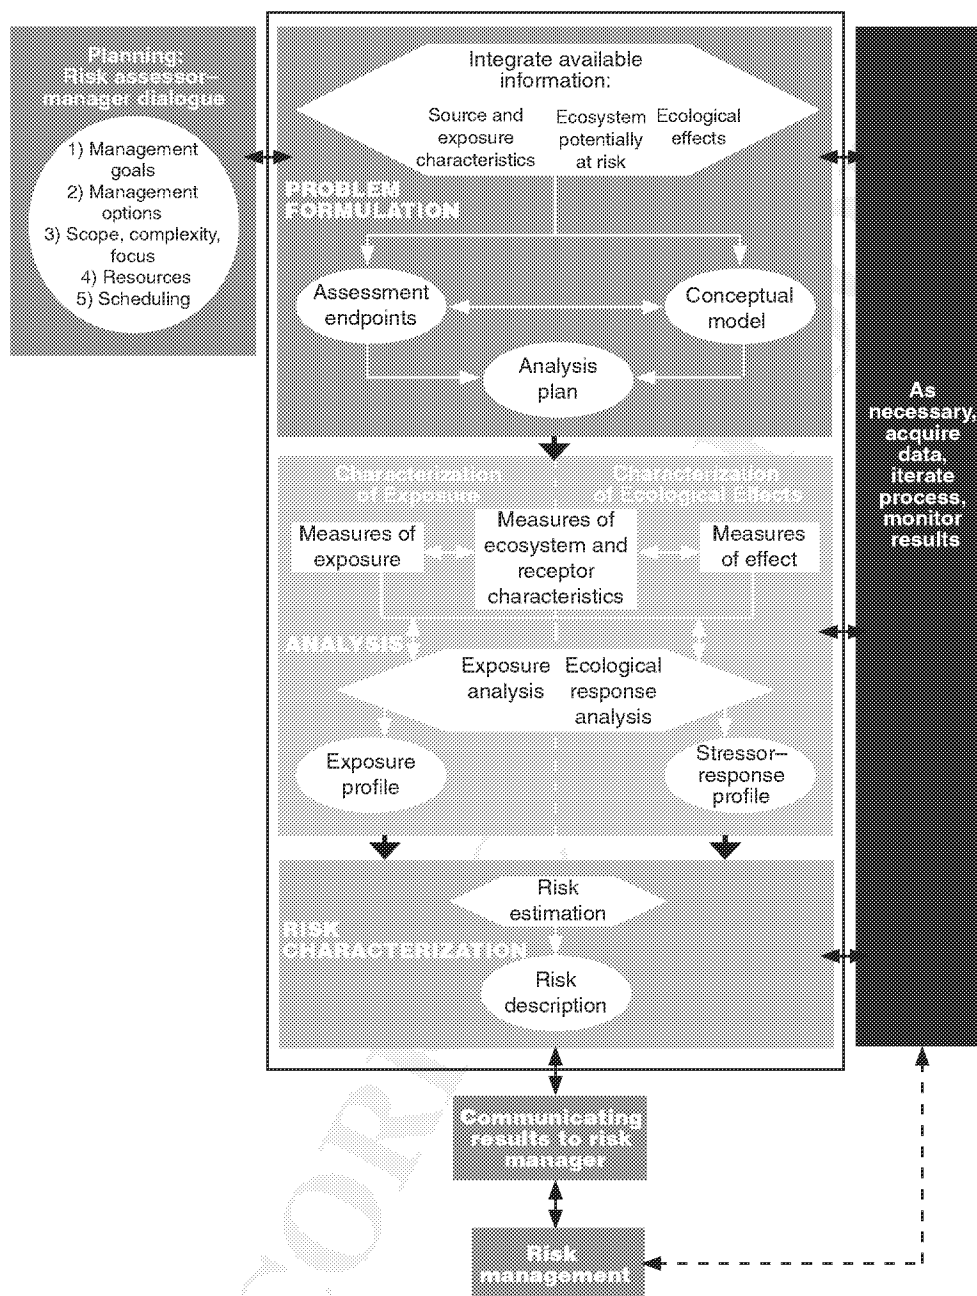 Planning:
Risk assessor–
manager dialogue
1) Management
goals
2) Management
options
3) Scope, complexity,
focus
4) Resources
5) Scheduling
Integrate available
information:
Source and
exposure
characteristics
Ecosystem
potentially
at risk
Ecological
effects
PROBLEM
FORMULATION
Assessment
endpoints
Conceptual
model
Analysis
plan
As
necessary,
acquire
data,
iterate
process,
monitor
results
Characterization
of Exposure
Characterization
of Ecological Effects
Measures of
exposure
Measures of
ecosystem and
receptor
characteristics
Measures
of effect
ANALYSIS
Exposure
analysis
Ecological
response
analysis
Exposure
profile
Stressor–
response
profile
Risk
estimation
RISK
CHARACTERIZATION
Risk
description
Communicating
results to risk
manager
Risk
management